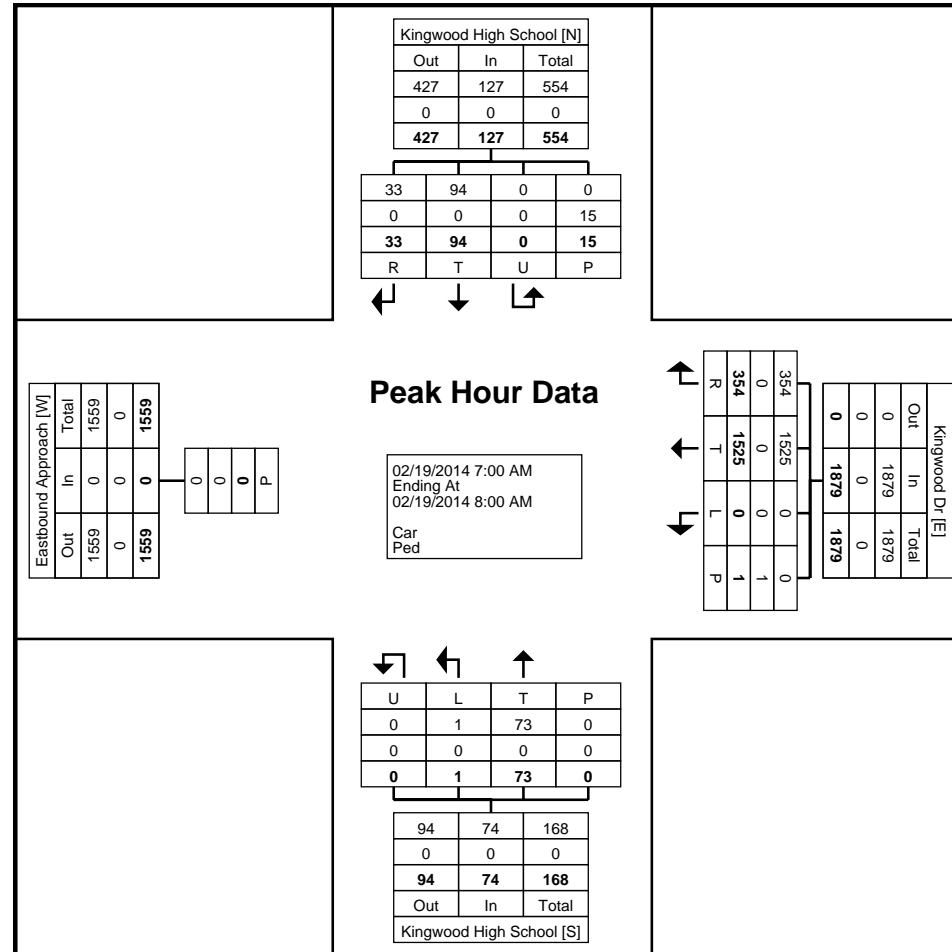 Kingwood High School [N]
Out In Total
427 127 554
0 0 0
427 127 554
33 94 0 0
0 0 0 15
33 94 0 15
R T U P
Peak Hour Data
02/19/2014 7:00 AM
Ending At
02/19/2014 8:00 AM
Car
Ped
Eastbound Approach [W]
Out In Total
1559 0 1559
0 0 0
1559 0 1559
0
0
0
P
R T L P
354 1525 0 1
0 0 0 1
354 1525 0 0
0 1879 1879
0 0 0
0 1879 1879
Out In Total
Kingwood Dr [E]
U L T P
0 1 73 0
0 0 0 0
0 1 73 0
94 74 168
0 0 0
94 74 168
Out In Total
Kingwood High School [S]